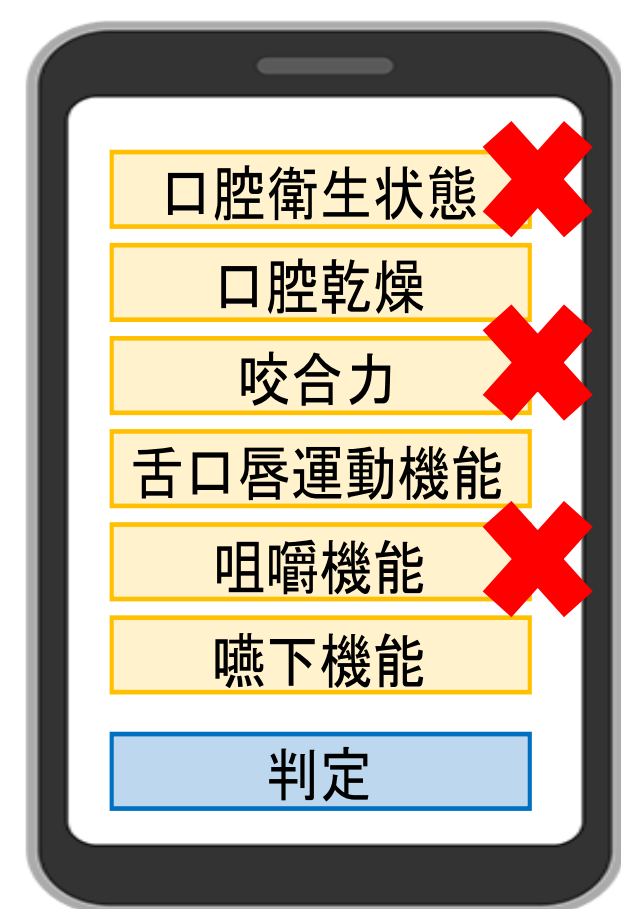 口腔衛生状態
口腔乾燥
咬合力
舌口唇運動機能
咀嚼機能
嚥下機能
判定